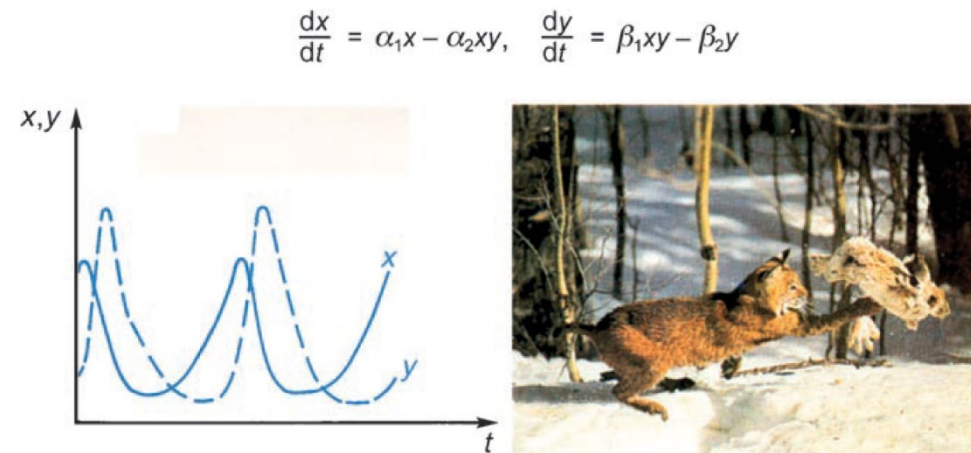 dx/dt = α₁x − α₂xy, dy/dt = β₁xy − β₂y
x,y
x
y
t